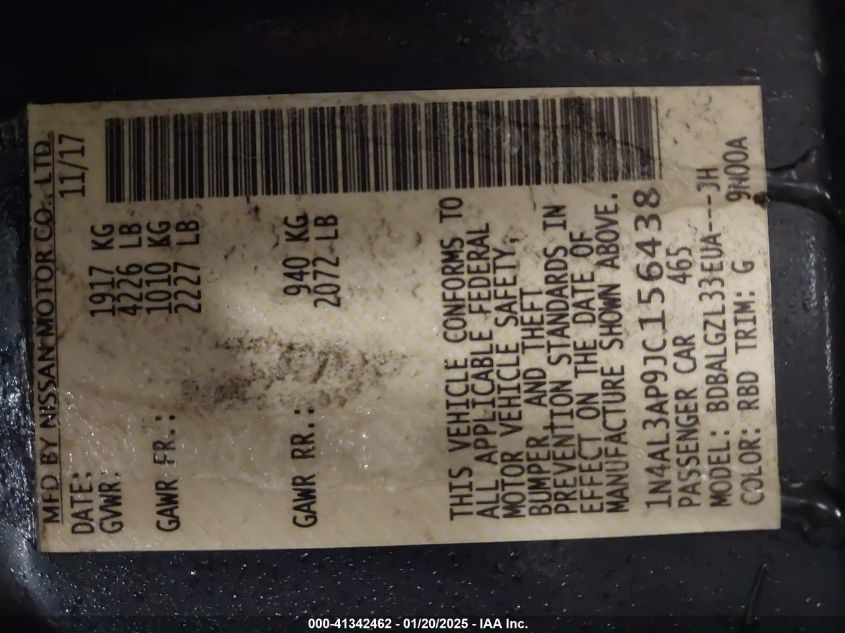 MFD BY NISSAN MOTOR CO., LTD.
DATE: 11/17
GVWR: 1917 KG
4226 LB
GAWR FR.: 1010 KG
2227 LB
GAWR RR.: 940 KG
2072 LB
THIS VEHICLE CONFORMS TO
ALL APPLICABLE FEDERAL
MOTOR VEHICLE SAFETY,
BUMPER AND THEFT
PREVENTION STANDARDS IN
EFFECT ON THE DATE OF
MANUFACTURE SHOWN ABOVE.
1N4AL3AP9JC156438
PASSENGER CAR 465
MODEL: BDBALGZL33EUA---JH
COLOR: RBD TRIM: G 9H00A
000-41342462 - 01/20/2025 - IAA Inc.